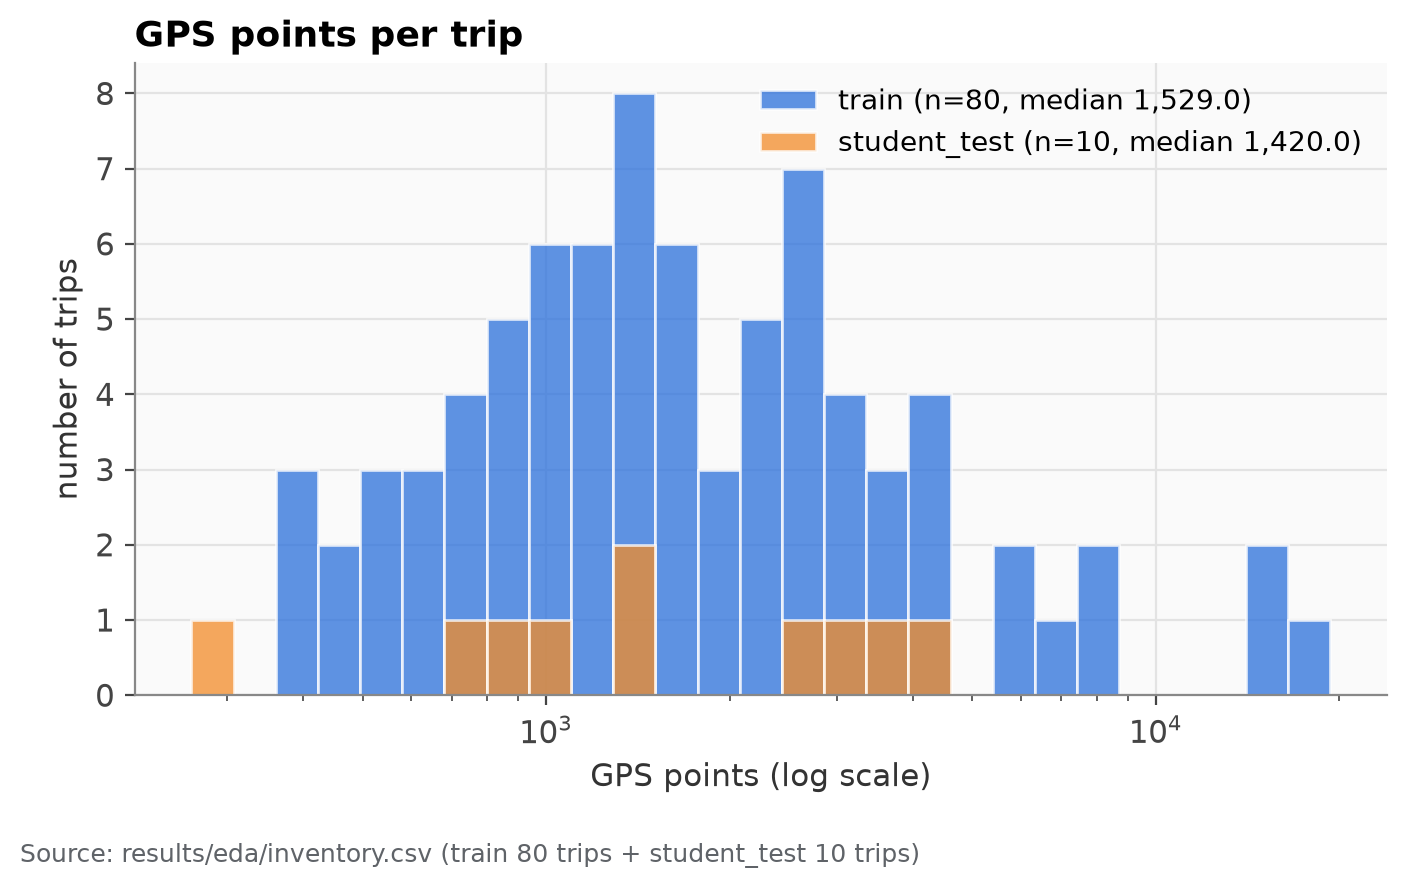 GPS points per trip
train (n=80, median 1,529.0)
student_test (n=10, median 1,420.0)
8
7
6
5
4
3
2
1
0
number of trips
10³ 10⁴
GPS points (log scale)
Source: results/eda/inventory.csv (train 80 trips + student_test 10 trips)